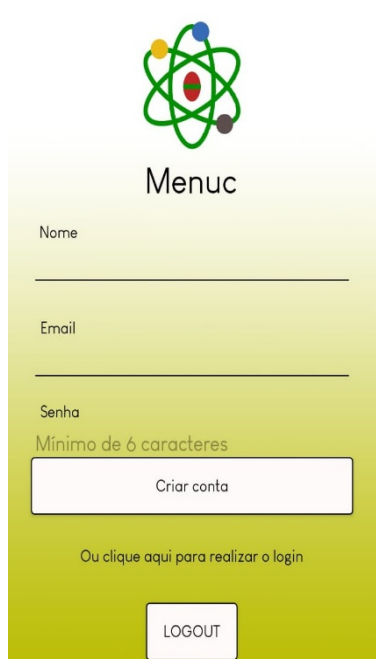 Menuc
Nome
Email
Senha
Mínimo de 6 caracteres
Criar conta
Ou clique aqui para realizar o login
LOGOUT